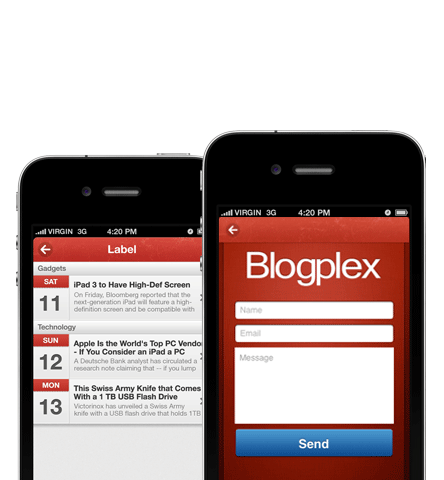 VIRGIN 3G 4:20 PM
Label
Gadgets
SAT
11
iPad 3 to Have High-Def Screen
On Friday, Bloomberg reported that the
next-generation iPad will feature a high-
definition screen and be compatible with
Technology
SUN
12
Apple Is the World's Top PC Vendo
- If You Consider an iPad a PC
A Deutsche Bank analyst has circulated a
research note claiming that -- if you lump
MON
13
This Swiss Army Knife that Comes
With a 1 TB USB Flash Drive
Victorinox has unveiled a Swiss Army
knife with a USB flash drive that holds 1TB
VIRGIN 3G 4:20 PM
Blogplex
Name
Email
Message
Send